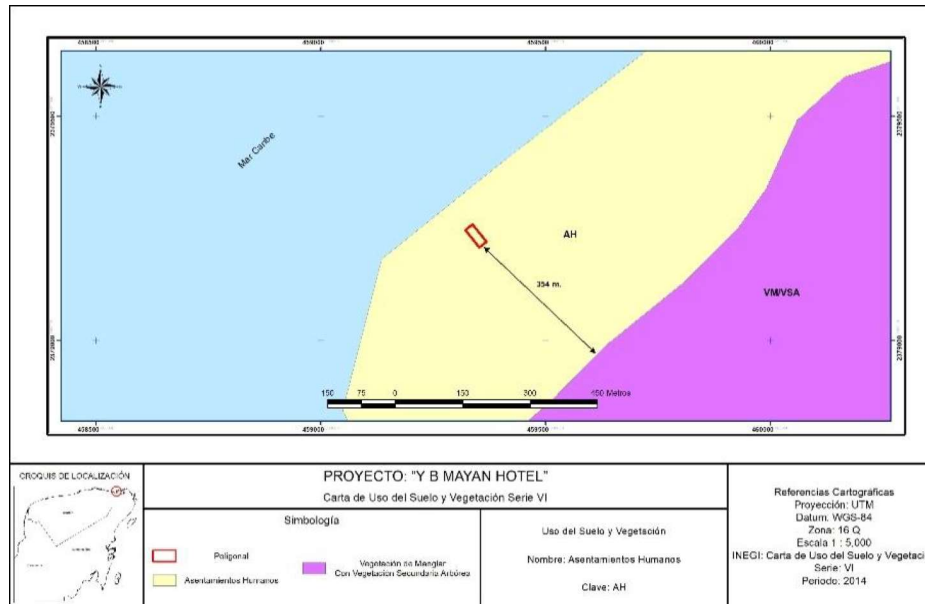 458500 459000 459500 460000
Mar Caribe
AH
354 m.
VM/VSA
150 75 0 150 300 450 Metros
458500 459000 459500 460000
CROQUIS DE LOCALIZACIÓN
PROYECTO: "Y B MAYAN HOTEL"
Carta de Uso del Suelo y Vegetación Serie VI
Simbología
Poligonal
Asentamientos Humanos
Vegetación de Manglar
Con Vegetación Secundaria Arbórea
Uso del Suelo y Vegetación
Nombre: Asentamientos Humanos
Clave: AH
Referencias Cartográficas
Proyección: UTM
Datum: WGS-84
Zona: 16 Q
Escala 1 : 5,000
INEGI: Carta de Uso del Suelo y Vegetaci
Serie: VI
Periodo: 2014